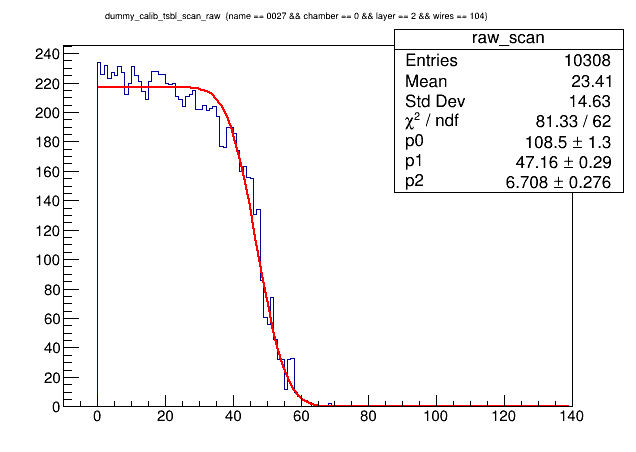 dummy_calib_tsbl_scan_raw (name == 0027 && chamber == 0 && layer == 2 && wires == 104)
raw_scan
Entries 10308
Mean 23.41
Std Dev 14.63
χ² / ndf 81.33 / 62
p0 108.5 ± 1.3
p1 47.16 ± 0.29
p2 6.708 ± 0.276
240
220
200
180
160
140
120
100
80
60
40
20
0
0 20 40 60 80 100 120 140